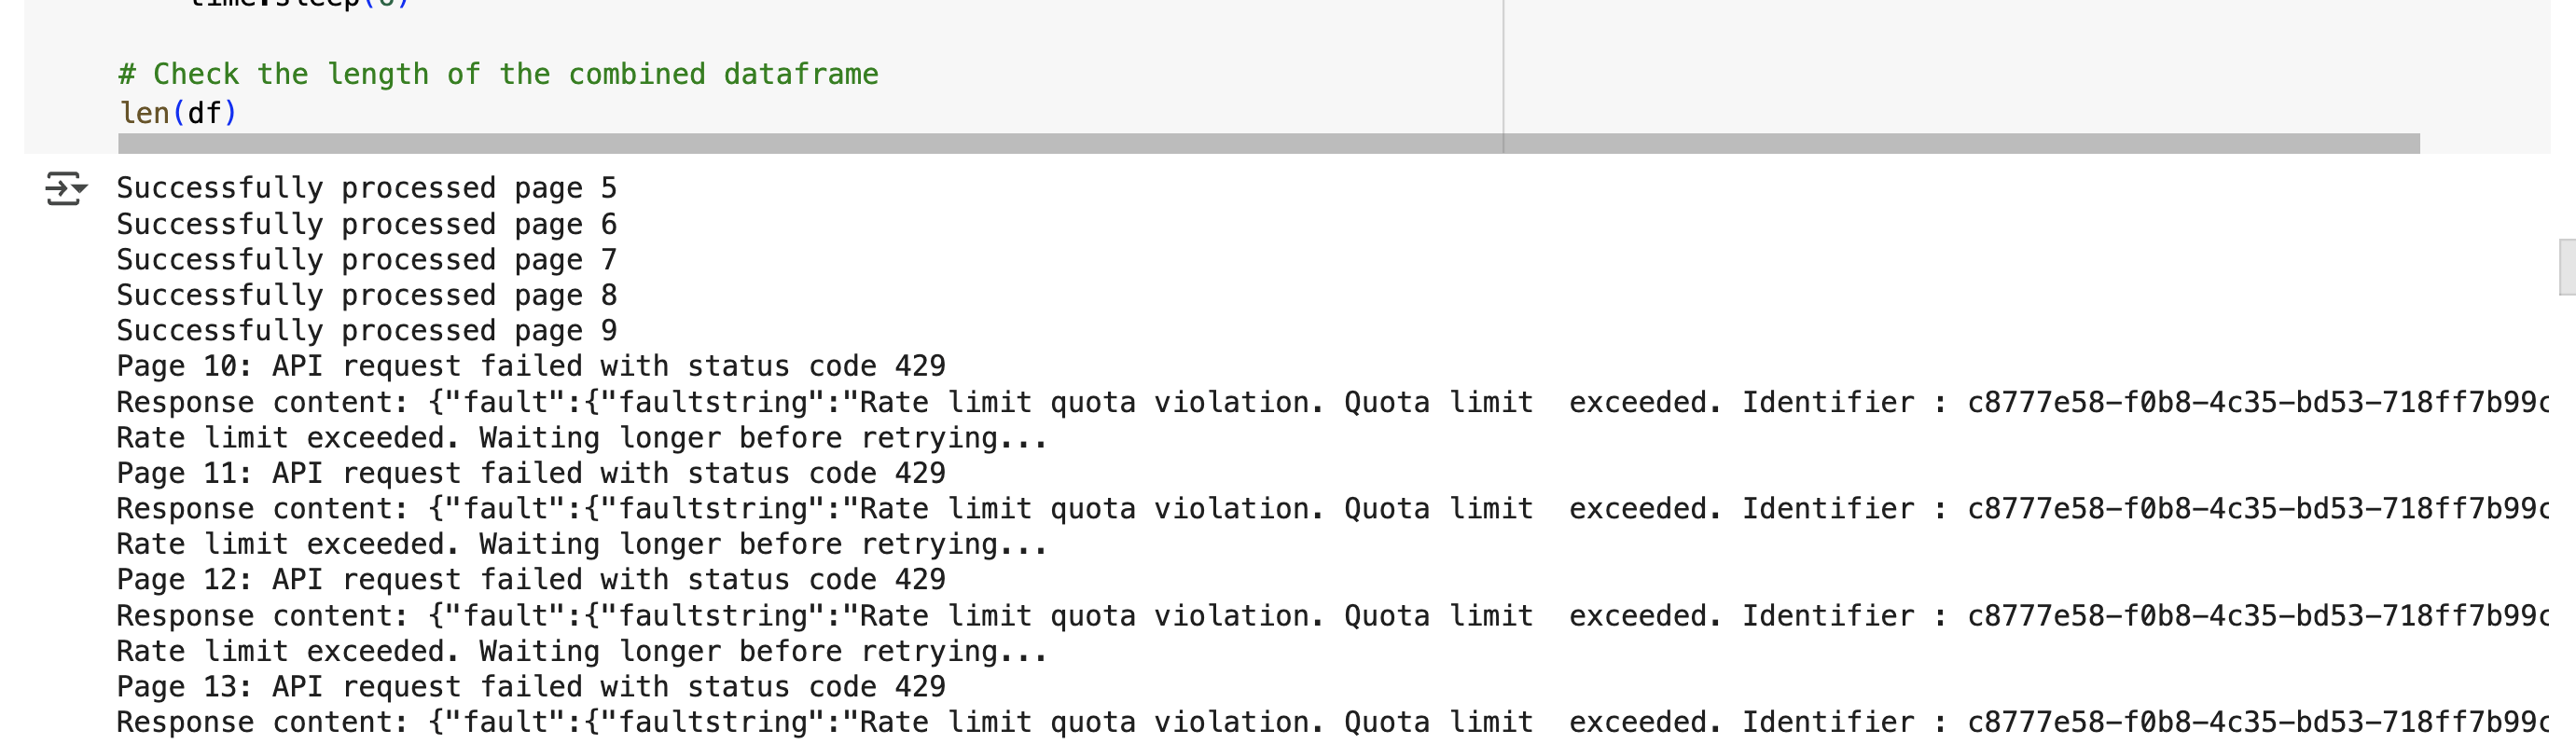 time.sleep(6)
# Check the length of the combined dataframe
len(df)
Successfully processed page 5
Successfully processed page 6
Successfully processed page 7
Successfully processed page 8
Successfully processed page 9
Page 10: API request failed with status code 429
Response content: {"fault":{"faultstring":"Rate limit quota violation. Quota limit  exceeded. Identifier : c8777e58-f0b8-4c35-bd53-718ff7b99c
Rate limit exceeded. Waiting longer before retrying...
Page 11: API request failed with status code 429
Response content: {"fault":{"faultstring":"Rate limit quota violation. Quota limit  exceeded. Identifier : c8777e58-f0b8-4c35-bd53-718ff7b99c
Rate limit exceeded. Waiting longer before retrying...
Page 12: API request failed with status code 429
Response content: {"fault":{"faultstring":"Rate limit quota violation. Quota limit  exceeded. Identifier : c8777e58-f0b8-4c35-bd53-718ff7b99c
Rate limit exceeded. Waiting longer before retrying...
Page 13: API request failed with status code 429
Response content: {"fault":{"faultstring":"Rate limit quota violation. Quota limit  exceeded. Identifier : c8777e58-f0b8-4c35-bd53-718ff7b99c